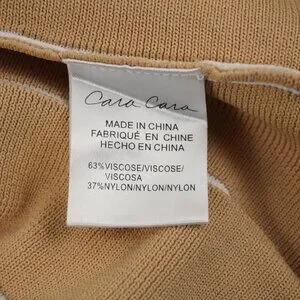 Cara Cara
MADE IN CHINA
FABRIQUÉ EN CHINE
HECHO EN CHINA
63%VISCOSE/VISCOSE/
VISCOSA
37%NYLON/NYLON/NYLON